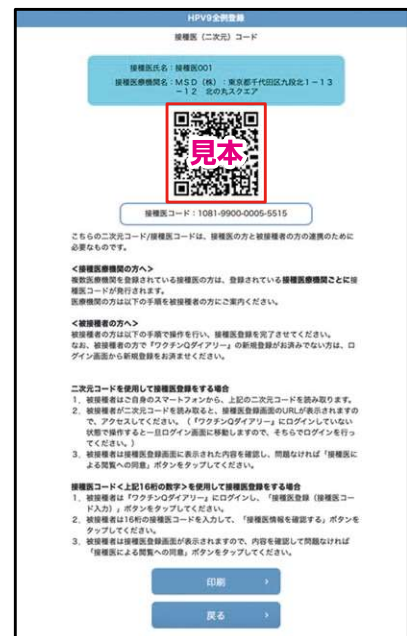 HPV9全例登録
接種医（二次元）コード
接種医氏名：接種医001
接種医療機関名：MSD（株）：東京都千代田区九段北1－13
－12 北の丸スクエア
見本
接種医コード：1081-9900-0005-5515
こちらの二次元コード/接種医コードは、接種医の方と被接種者の方の連携のために
必要なものです。
＜接種医療機関の方へ＞
複数医療機関を登録されている接種医の方は、登録されている接種医療機関ごとに接
種医コードが発行されます。
医療機関の方は以下の手順を被接種者の方にご案内ください。
＜被接種者の方へ＞
被接種者の方は以下の手順で操作を行い、接種医登録を完了させてください。
なお、被接種者の方で『ワクチンQダイアリー』の新規登録がお済みでない方は、ロ
グイン画面から新規登録をお済ませください。
二次元コードを使用して接種医登録をする場合
1．被接種者はご自身のスマートフォンから、上記の二次元コードを読み取ります。
2．被接種者が二次元コードを読み取ると、接種医登録画面のURLが表示されますの
で、アクセスしてください。（『ワクチンQダイアリー』にログインしていない
状態で操作すると一旦ログイン画面に移動しますので、そちらでログインを行っ
てください。）
3．被接種者は接種医登録画面に表示された内容を確認し、問題なければ「接種医に
よる閲覧への同意」ボタンをタップしてください。
接種医コード＜上記16桁の数字＞を使用して接種医登録をする場合
1．被接種者は『ワクチンQダイアリー』にログインし、「接種医登録（接種医コー
ド入力）」ボタンをタップしてください。
2．被接種者は16桁の接種医コードを入力して、「接種医情報を確認する」ボタンを
タップしてください。
3．被接種者は接種医登録画面が表示されますので、内容を確認して問題なければ
「接種医による閲覧への同意」ボタンをタップしてください。
印刷
戻る